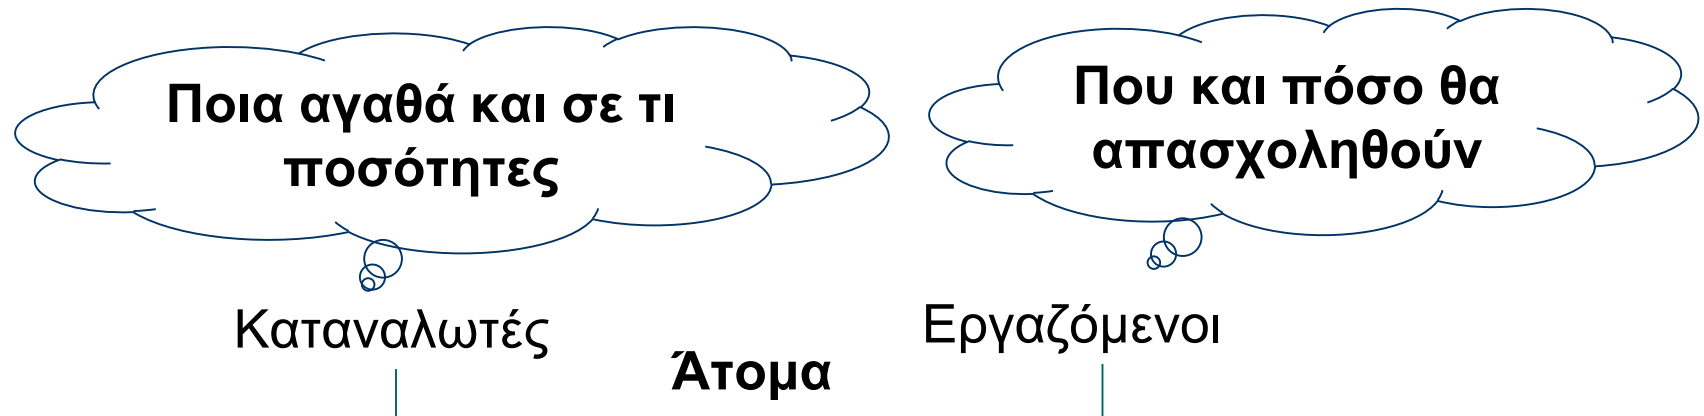 Ποια αγαθά και σε τι
ποσότητες
Που και πόσο θα
απασχοληθούν
Καταναλωτές
Εργαζόμενοι
Άτομα